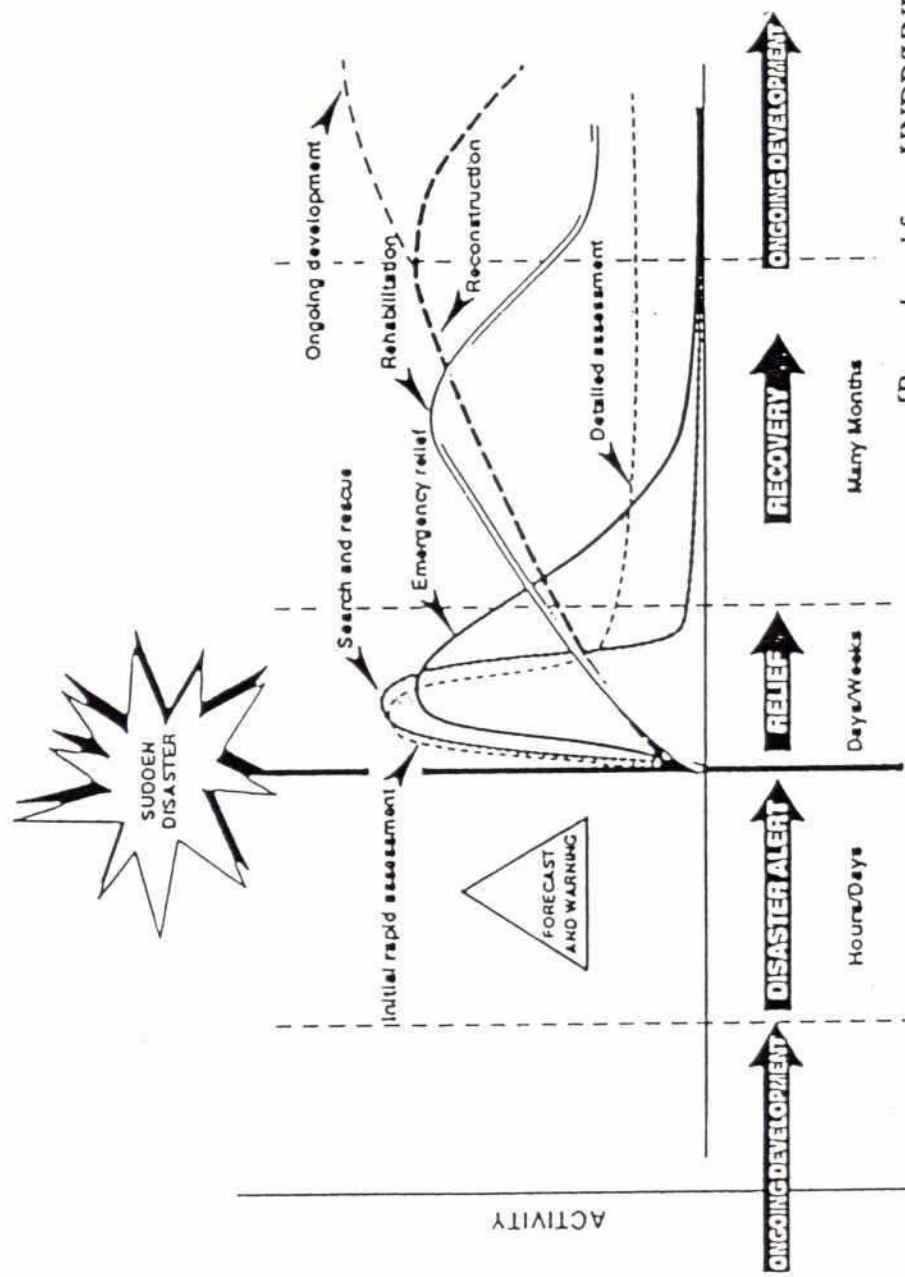 SUDDEN
DISASTER
Ongoing development
Search and rescue
Rehabilitation
Initial rapid assessment
Emergency relief
Reconstruction
FORECAST
AND WARNING
Detailed assessment
ACTIVITY
ONGOING DEVELOPMENT
DISASTER ALERT
RELIEF
RECOVERY
ONGOING DEVELOPMENT
Hours/Days
Days/Weeks
Many Months